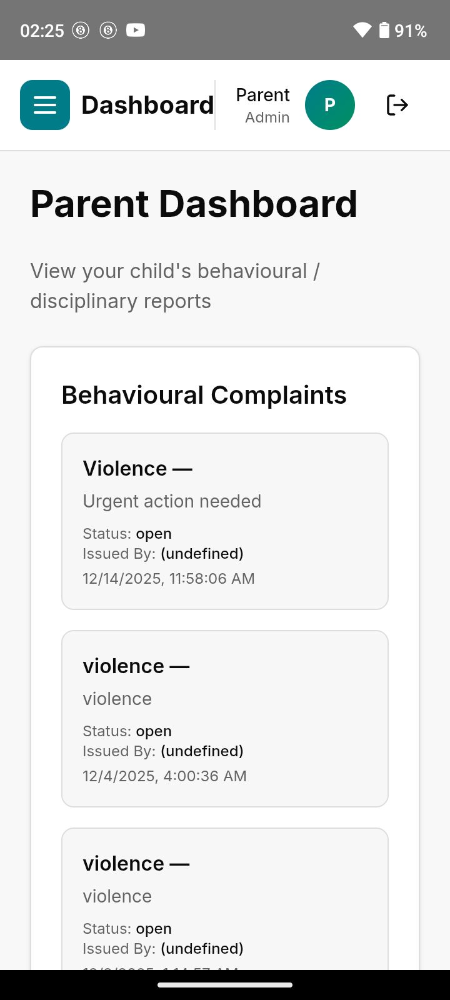 02:25 91%
Dashboard
Parent
Admin
P
Parent Dashboard
View your child's behavioural /
disciplinary reports
Behavioural Complaints
Violence —
Urgent action needed
Status: open
Issued By: (undefined)
12/14/2025, 11:58:06 AM
violence —
violence
Status: open
Issued By: (undefined)
12/4/2025, 4:00:36 AM
violence —
violence
Status: open
Issued By: (undefined)